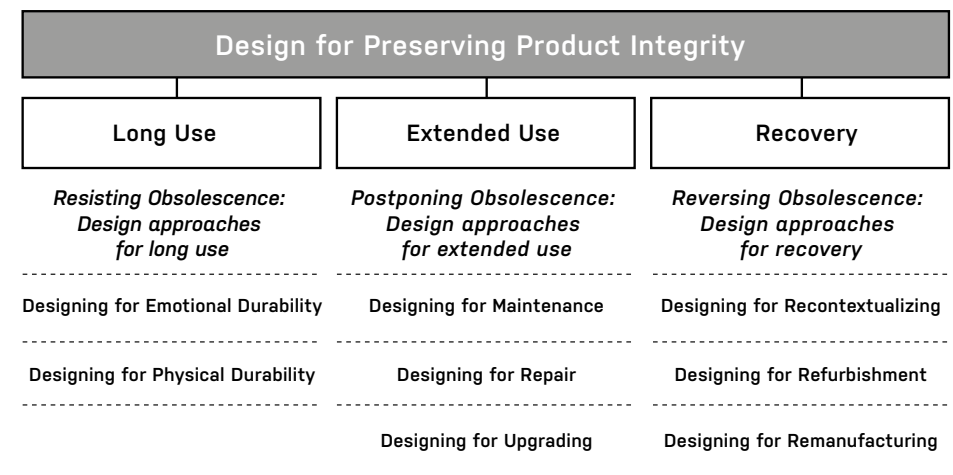 Design for Preserving Product Integrity
Long Use
Extended Use
Recovery
Resisting Obsolescence:
Design approaches
for long use
Postponing Obsolescence:
Design approaches
for extended use
Reversing Obsolescence:
Design approaches
for recovery
Designing for Emotional Durability
Designing for Maintenance
Designing for Recontextualizing
Designing for Physical Durability
Designing for Repair
Designing for Refurbishment
Designing for Upgrading
Designing for Remanufacturing